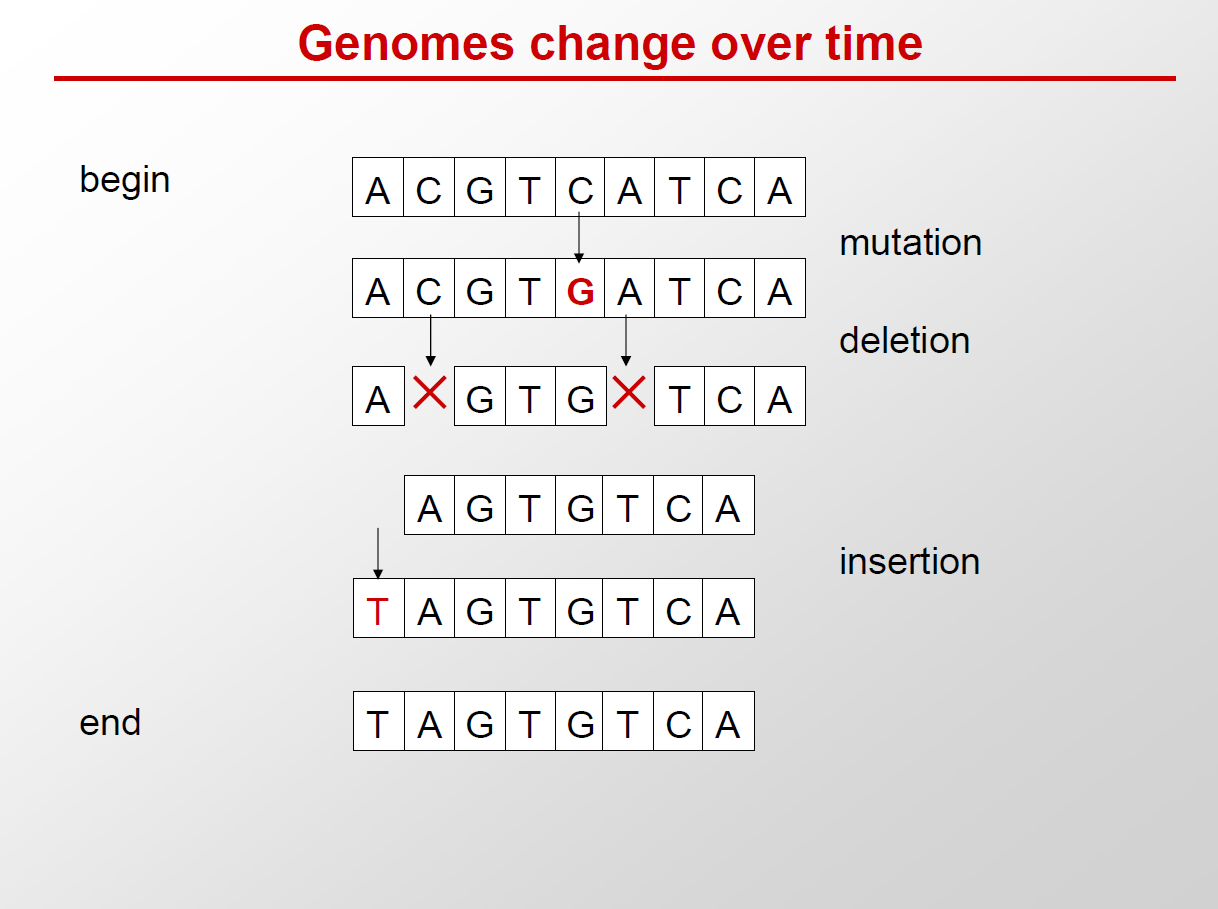 Genomes change over time
begin
A C G T C A T C A
mutation
A C G T G A T C A
deletion
A G T G T C A
A G T G T C A
insertion
T A G T G T C A
end
T A G T G T C A